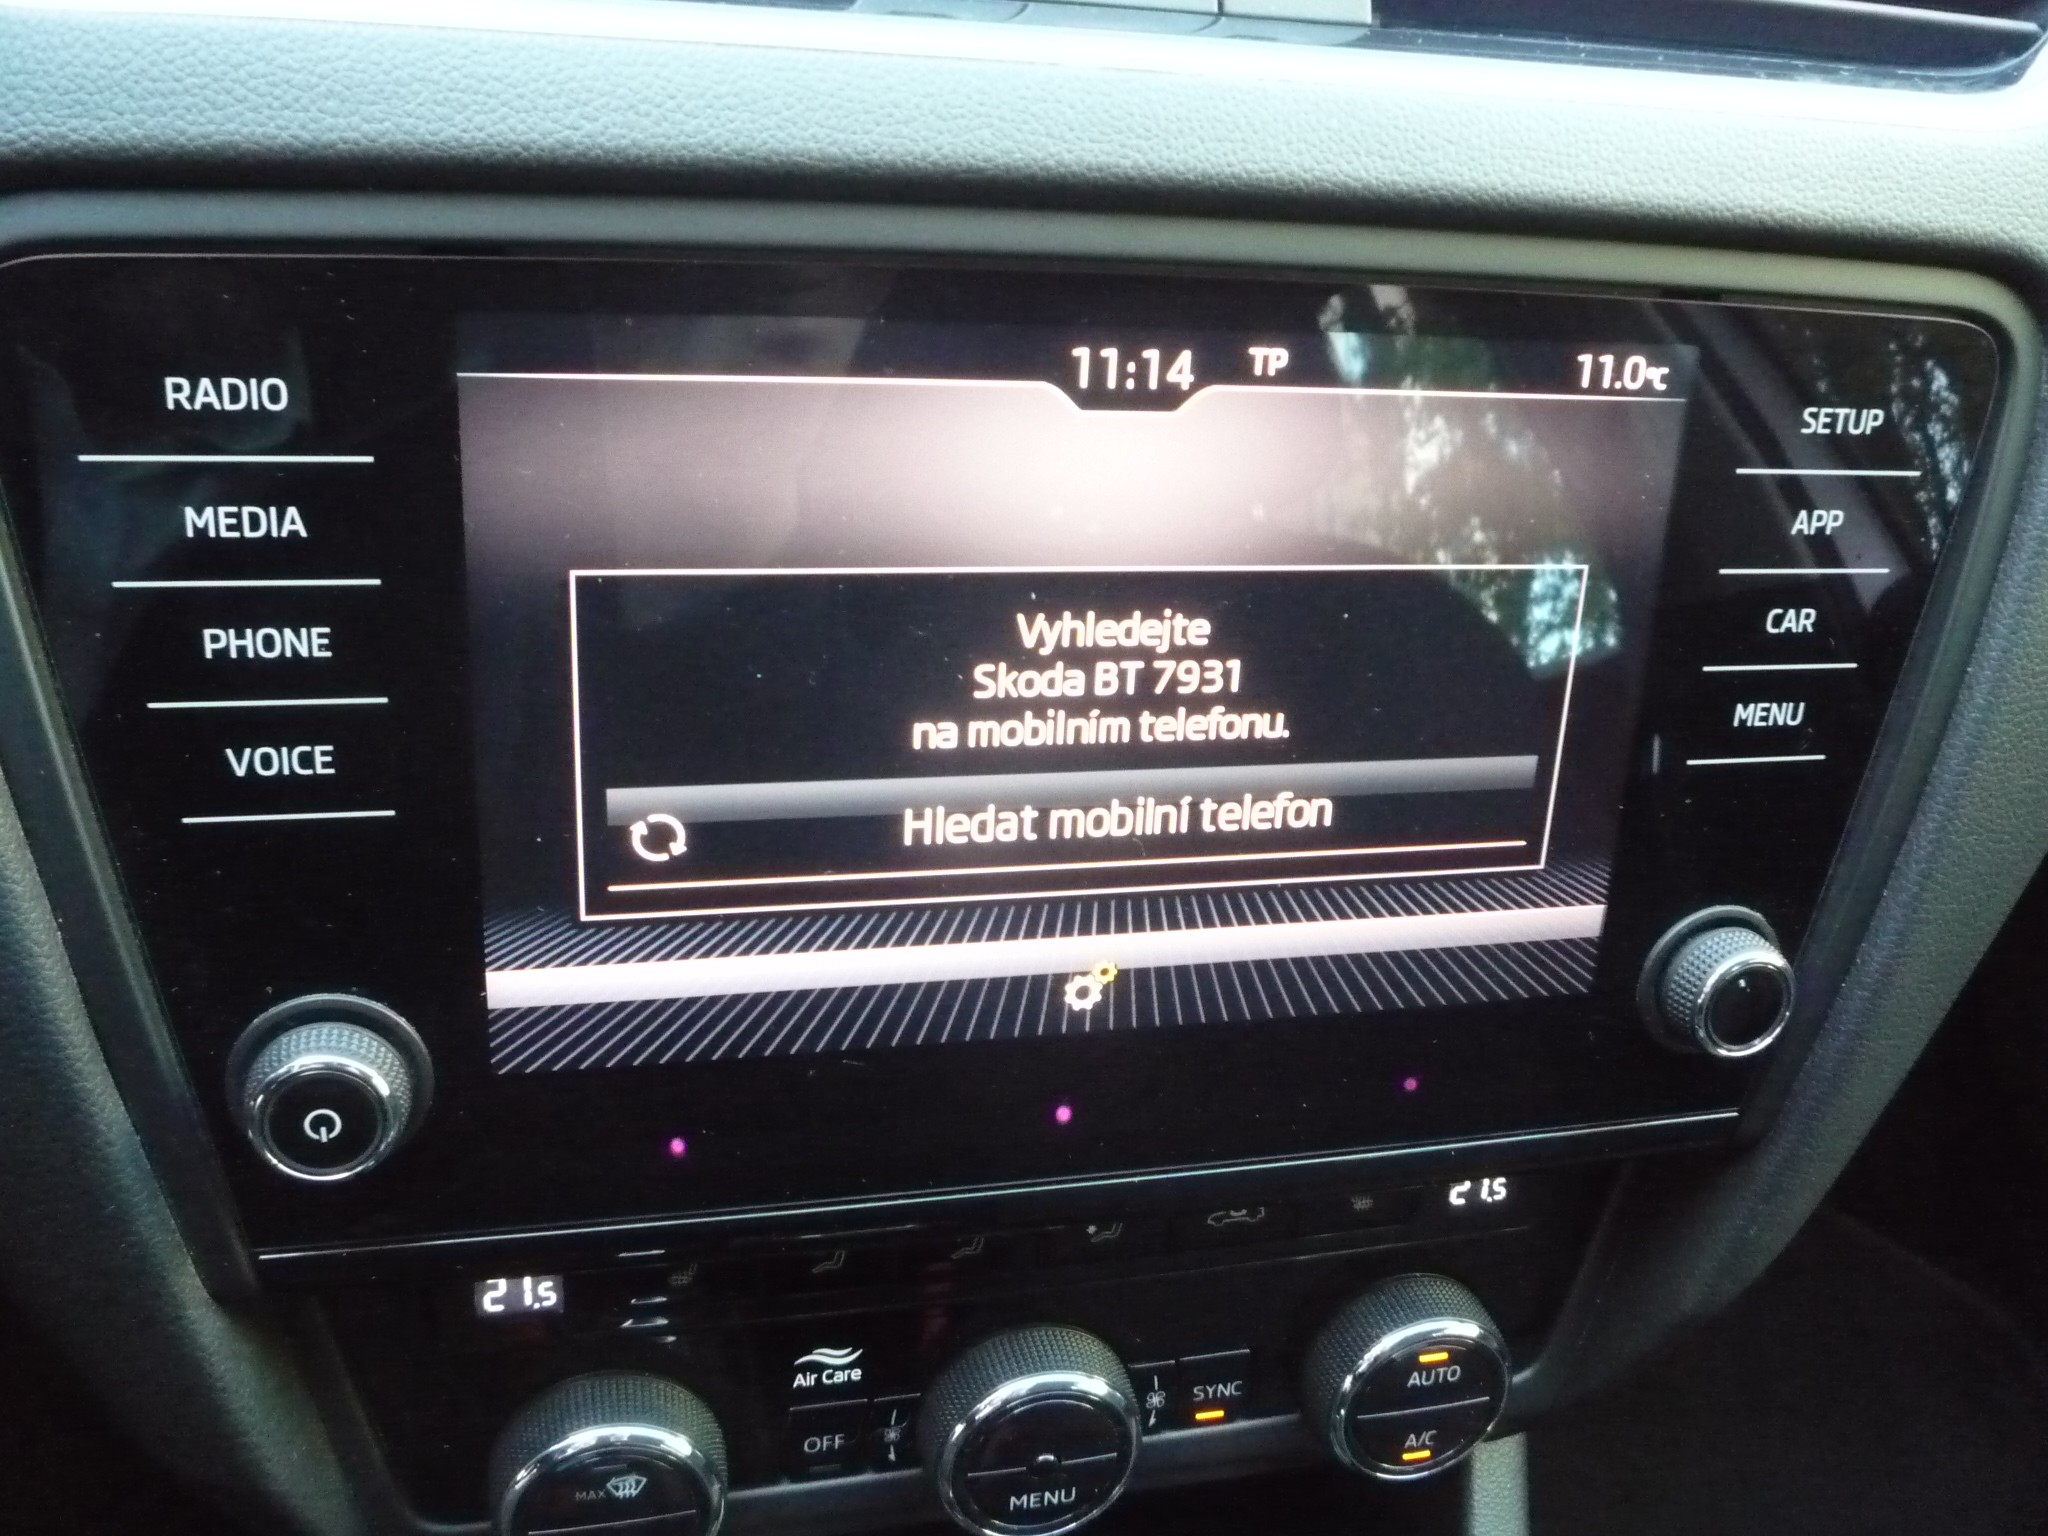 11:14 TP 11.0°C
RADIO
MEDIA
PHONE
VOICE
Vyhledejte
Skoda BT 7931
na mobilním telefonu.
Hledat mobilní telefon
SETUP
APP
CAR
MENU
21.5
21.5
Air Care
OFF
MAX
MENU
SYNC
AUTO
A/C